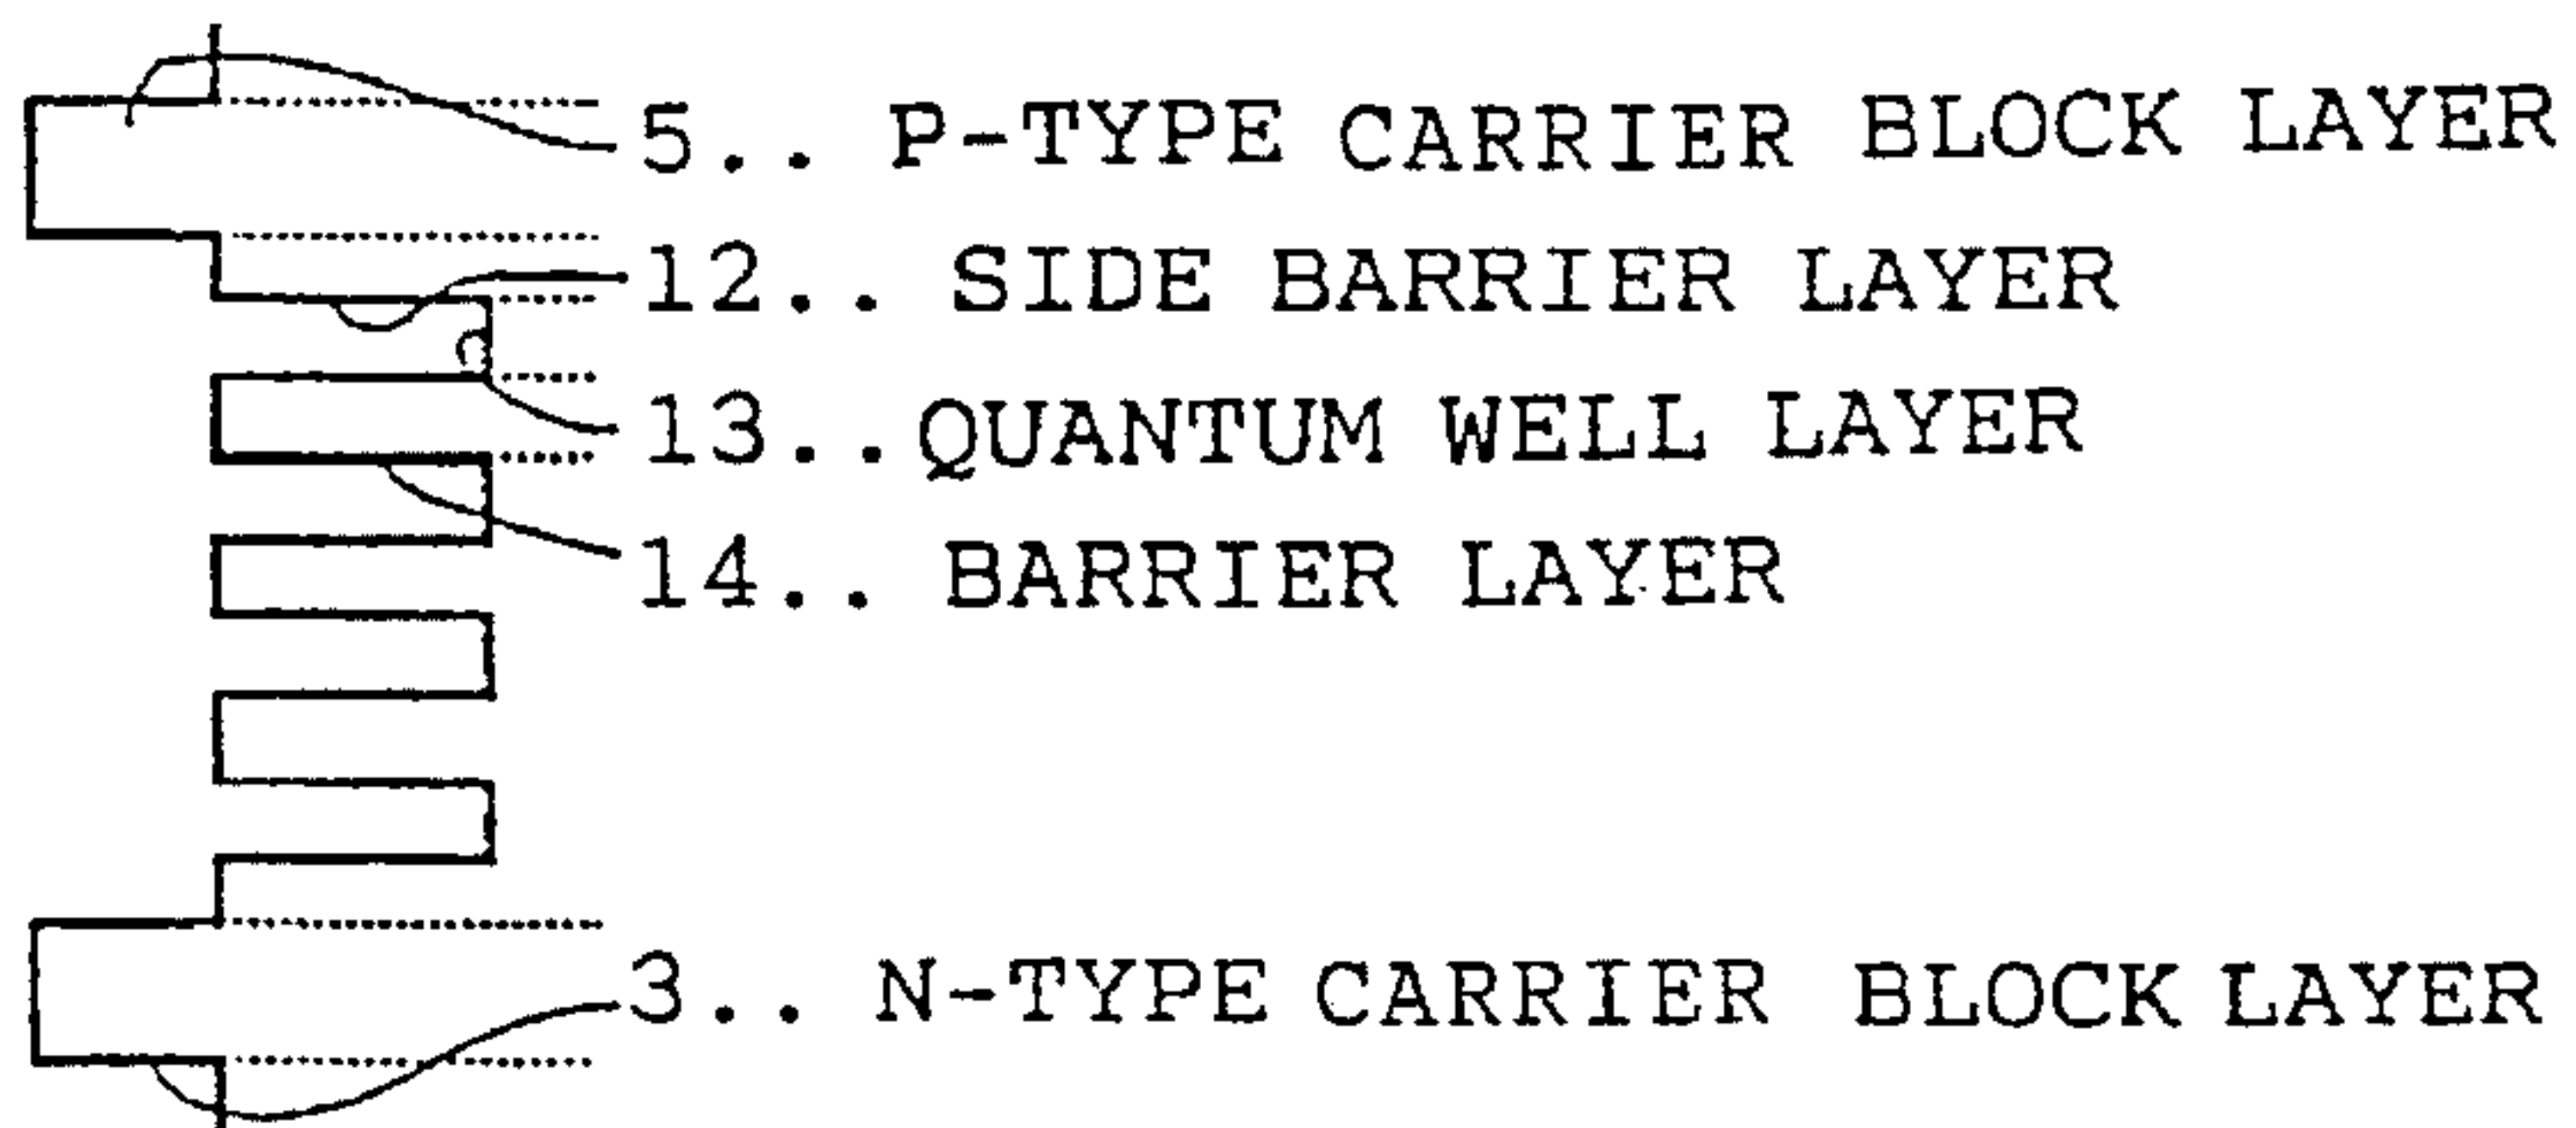 5.. P-TYPE CARRIER BLOCK LAYER
12.. SIDE BARRIER LAYER
13..QUANTUM WELL LAYER
14.. BARRIER LAYER
3.. N-TYPE CARRIER BLOCK LAYER